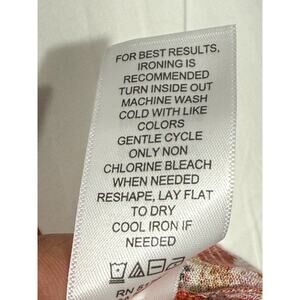 FOR BEST RESULTS,
IRONING IS
RECOMMENDED
TURN INSIDE OUT
MACHINE WASH
COLD WITH LIKE
COLORS
GENTLE CYCLE
ONLY NON
CHLORINE BLEACH
WHEN NEEDED
RESHAPE, LAY FLAT
TO DRY
COOL IRON IF
NEEDED
RN